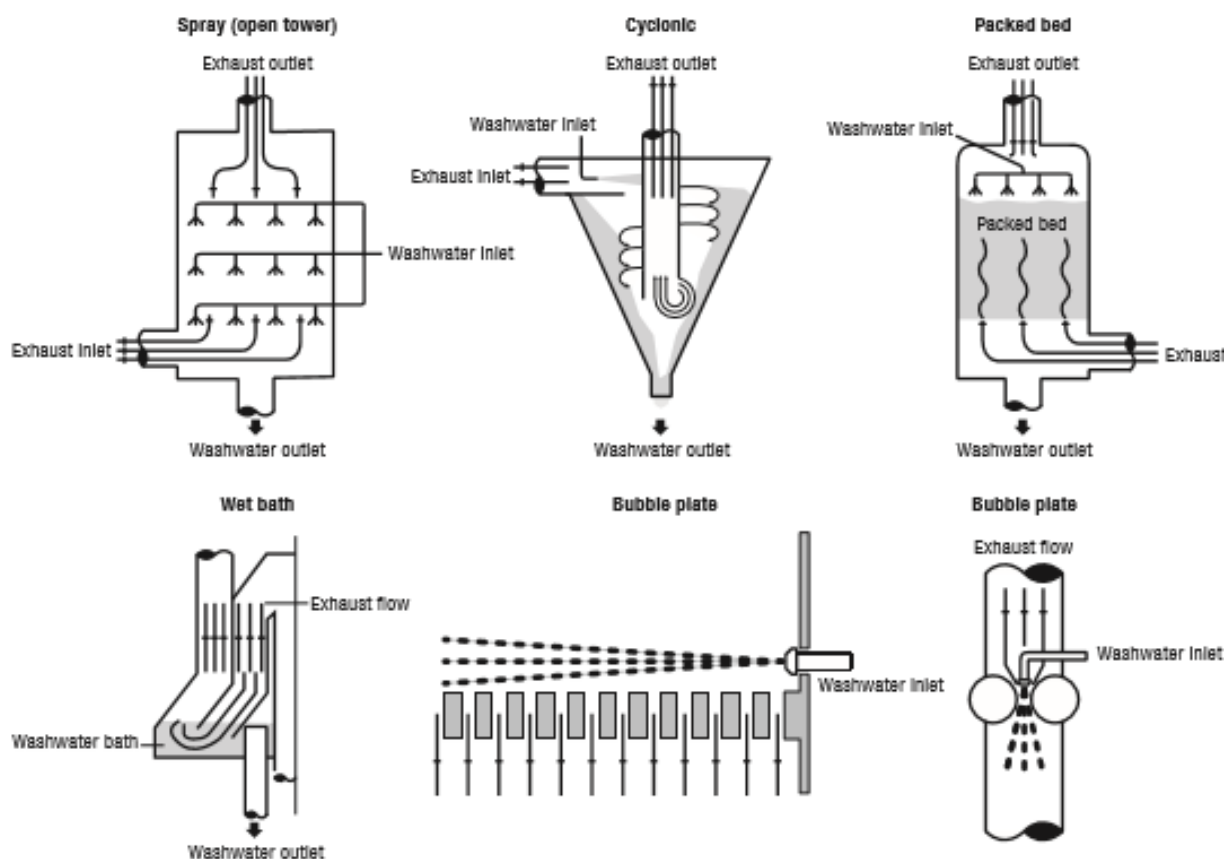 Spray (open tower)
Exhaust outlet
Washwater Inlet
Exhaust Inlet
Washwater outlet
Cyclonic
Exhaust outlet
Washwater Inlet
Exhaust Inlet
Washwater outlet
Packed bed
Exhaust outlet
Washwater Inlet
Packed bed
Exhaust
Washwater outlet
Wet bath
Exhaust flow
Washwater bath
Washwater outlet
Bubble plate
Washwater Inlet
Bubble plate
Exhaust flow
Washwater Inlet